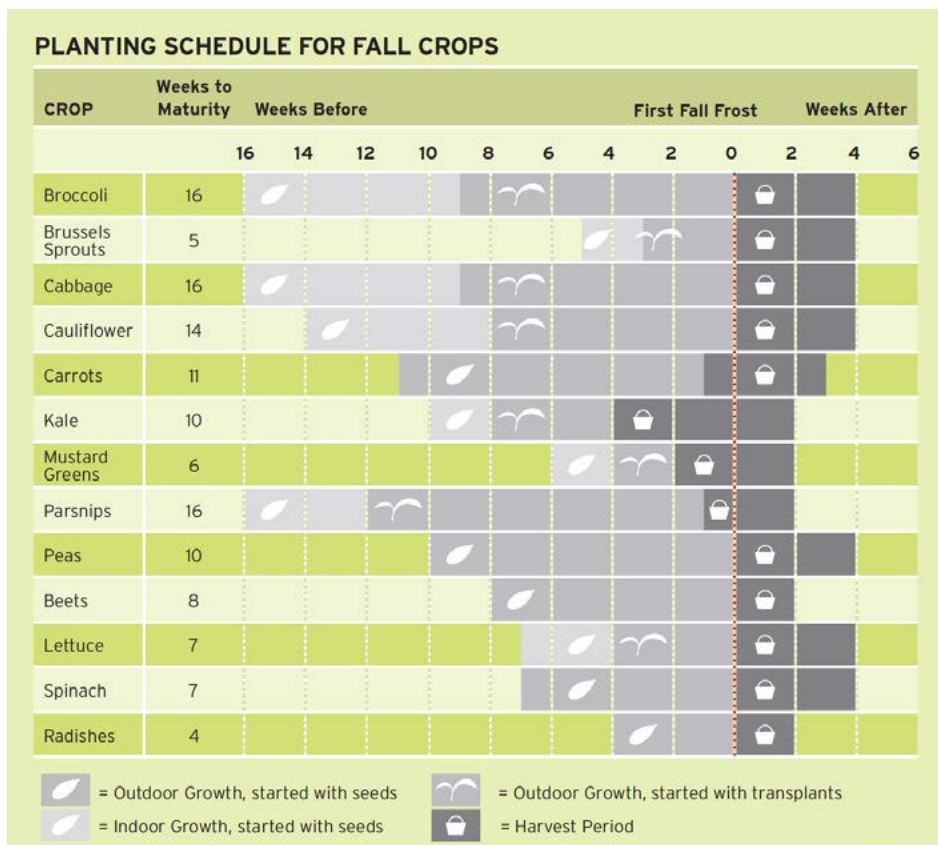 PLANTING SCHEDULE FOR FALL CROPS
CROP Weeks to Maturity Weeks Before First Fall Frost Weeks After
16 14 12 10 8 6 4 2 0 2 4 6
Broccoli 16
Brussels Sprouts 5
Cabbage 16
Cauliflower 14
Carrots 11
Kale 10
Mustard Greens 6
Parsnips 16
Peas 10
Beets 8
Lettuce 7
Spinach 7
Radishes 4
= Outdoor Growth, started with seeds = Outdoor Growth, started with transplants
= Indoor Growth, started with seeds = Harvest Period